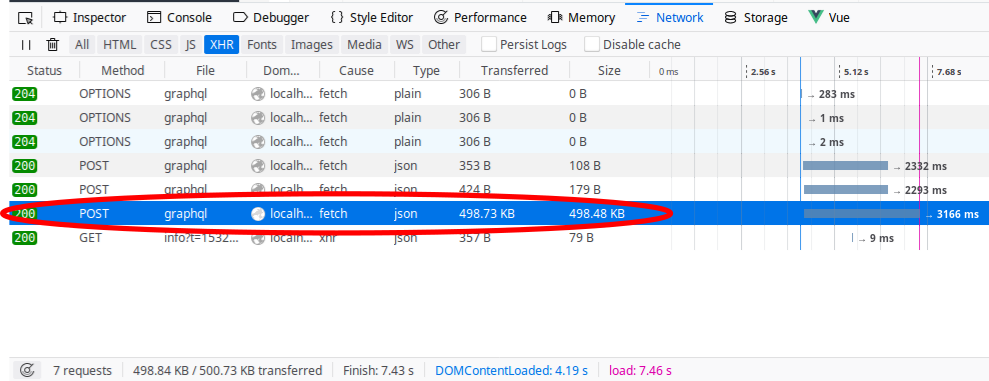 Inspector Console Debugger Style Editor Performance Memory Network Storage Vue
All HTML CSS JS XHR Fonts Images Media WS Other Persist Logs Disable cache
Status Method File Dom... Cause Type Transferred Size 0 ms 2.56 s 5.12 s 7.68 s
204 OPTIONS graphql localh... fetch plain 306 B 0 B → 283 ms
204 OPTIONS graphql localh... fetch plain 306 B 0 B → 1 ms
204 OPTIONS graphql localh... fetch plain 306 B 0 B → 2 ms
200 POST graphql localh... fetch json 353 B 108 B → 2332 ms
200 POST graphql localh... fetch json 424 B 179 B → 2293 ms
200 POST graphql localh... fetch json 498.73 KB 498.48 KB → 3166 ms
200 GET info?t=1532... localh... xhr json 357 B 79 B → 9 ms
7 requests 498.84 KB / 500.73 KB transferred Finish: 7.43 s DOMContentLoaded: 4.19 s load: 7.46 s